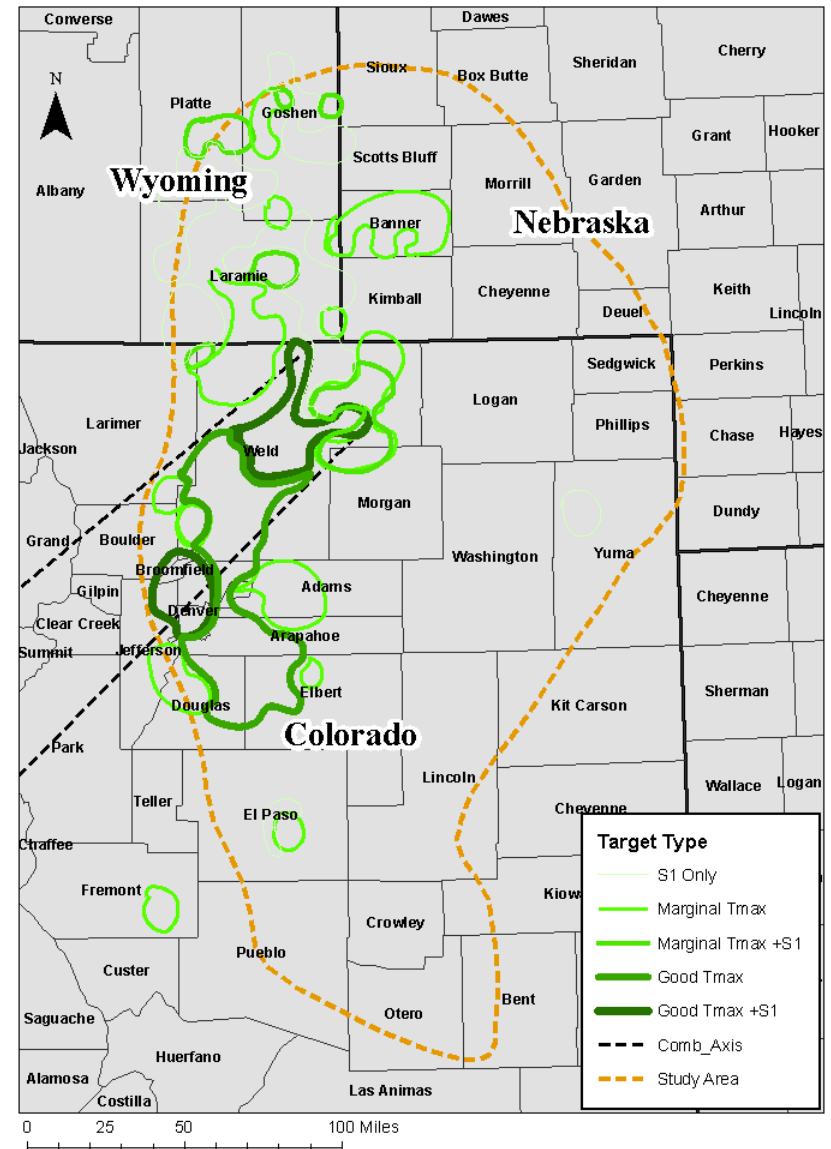 Converse
Dawes
Cherry
Sioux
Box Butte
Sheridan
N
Platte
Goshen
Grant
Hooker
Scotts Bluff
Wyoming
Albany
Morrill
Garden
Arthur
Banner
Nebraska
Laramie
Kimball
Cheyenne
Keith
Deuel
Lincoln
Sedgwick
Perkins
Logan
Larimer
Phillips
Chase
Hayes
Jackson
Weld
Morgan
Dundy
Grand
Boulder
Washington
Yuma
Broomfield
Gilpin
Adams
Cheyenne
Denver
Clear Creek
Arapahoe
Summit
Jefferson
Elbert
Sherman
Douglas
Kit Carson
Colorado
Park
Lincoln
Wallace
Logan
Teller
El Paso
Cheyenne
Chaffee
Target Type
S1 Only
Fremont
Kiow
Marginal Tmax
Crowley
Marginal Tmax +S1
Pueblo
Custer
Good Tmax
Otero
Bent
Saguache
Good Tmax +S1
Huerfano
Comb_Axis
Alamosa
Las Animas
Study Area
Costilla
0 25 50 100 Miles